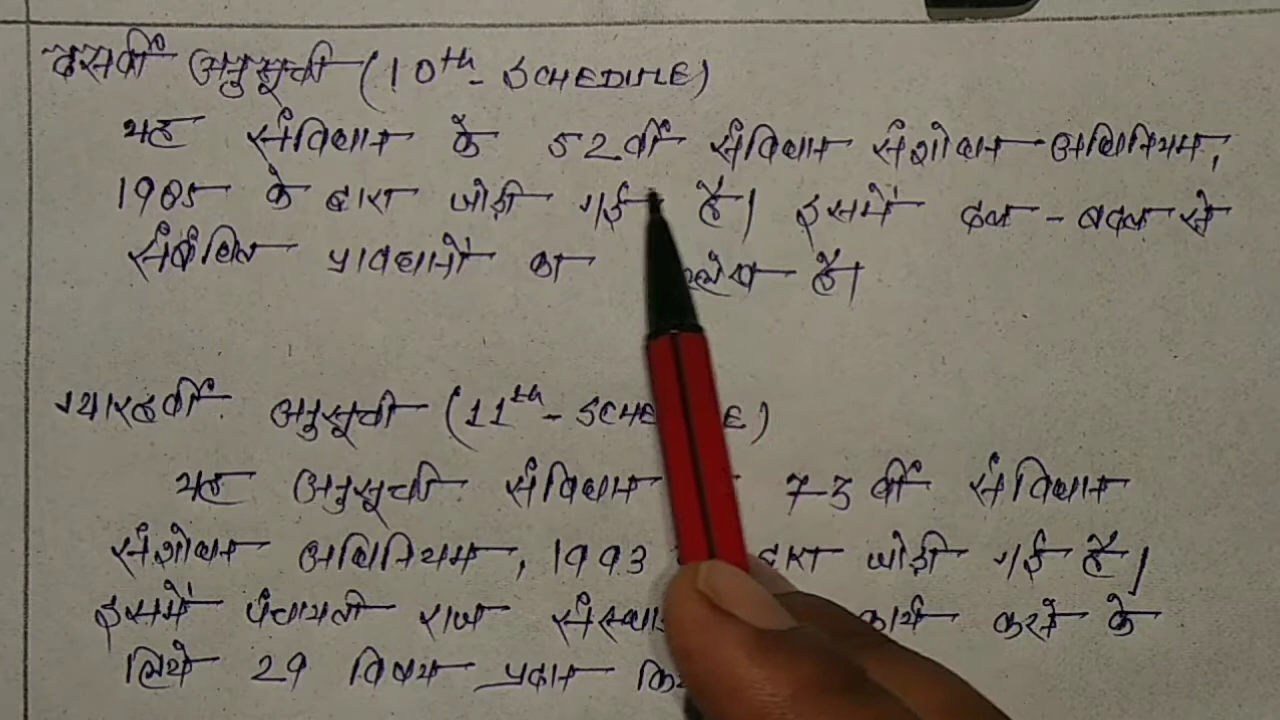 दसवीं अनुसूची (10th- SCHEDULE)
यह संविधान के 52वीं संविधान संशोधन अधिनियम,
1985 के द्वारा जोड़ी गई है। इसमें दल-बदल से
संबंधित प्रावधानों का है।
ग्यारहवीं अनुसूची (11th-
यह अनुसूची संविधान 73वीं संविधान
संशोधन अधिनियम, 1993 जोड़ी गई है।
इसमें पंचायती राज कार्य करने के
लिये 29 विषय प्रदान